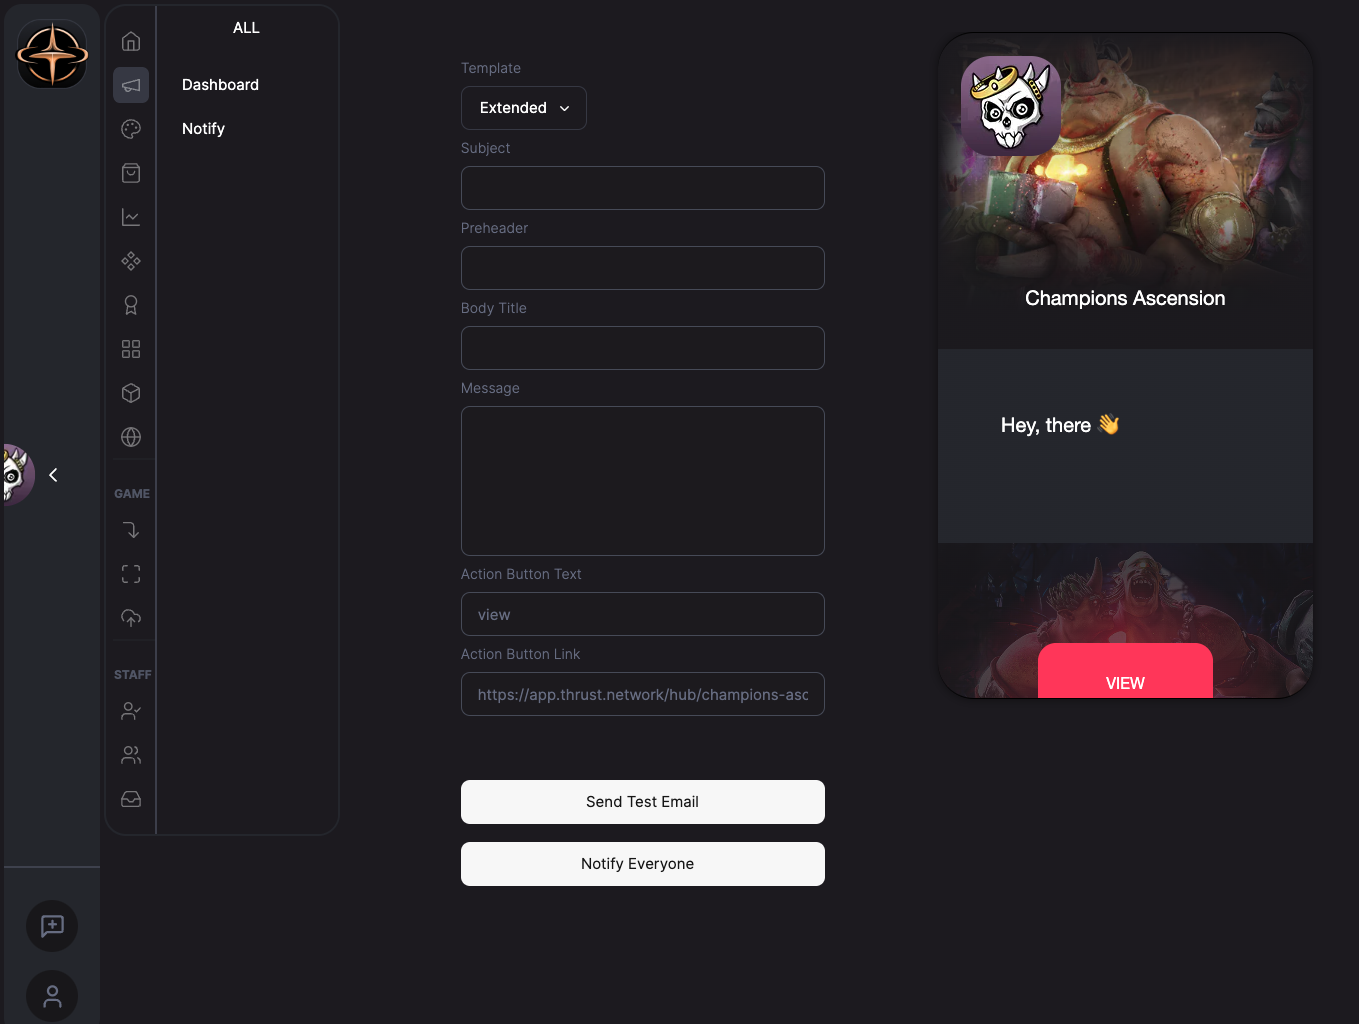 ALL
Dashboard
Notify
GAME
STAFF
Template
Extended
Subject
Preheader
Body Title
Message
Action Button Text
view
Action Button Link
https://app.thrust.network/hub/champions-asc
Send Test Email
Notify Everyone
Champions Ascension
Hey, there 👋
VIEW